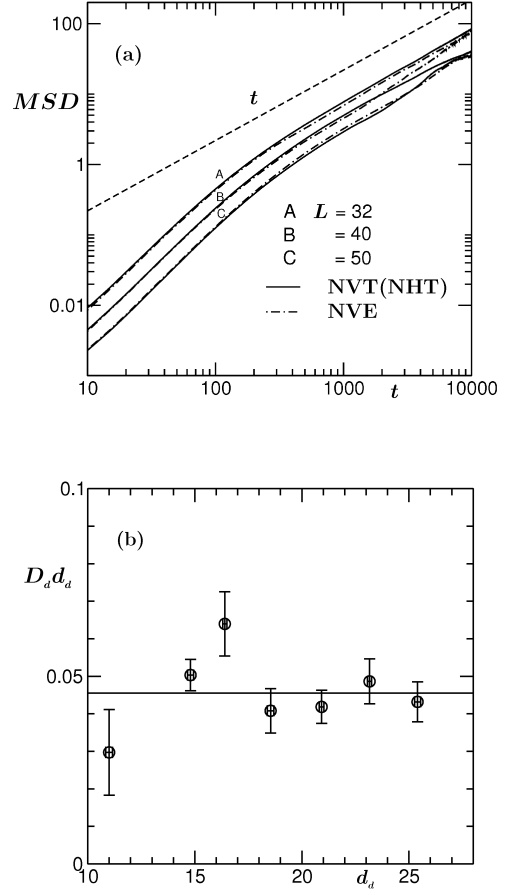 100
(a)
MSD
t
1
A
B
C
A L = 32
B = 40
C = 50
NVT(NHT)
NVE
0.01
10 100 1000 t 10000
0.1
(b)
D_d d_d
0.05
0
10 15 20 d_d 25